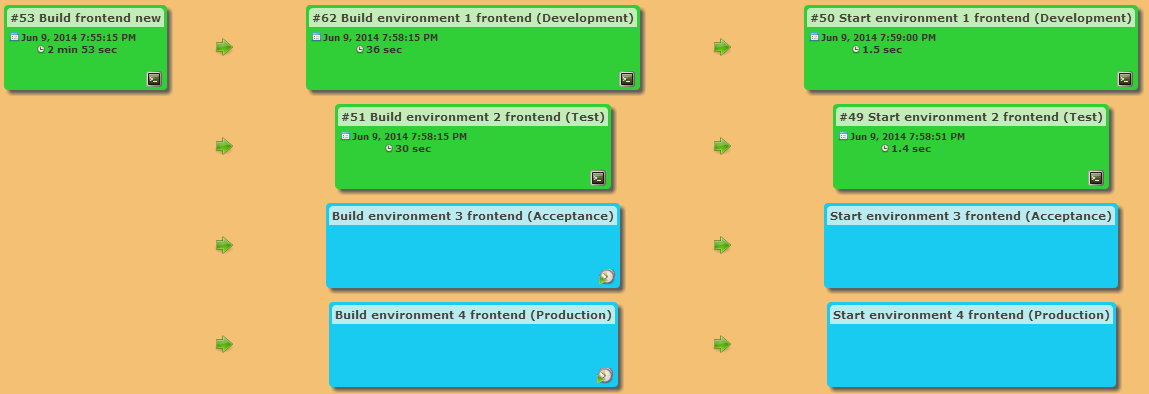 #53 Build frontend new
Jun 9, 2014 7:55:15 PM
2 min 53 sec
#62 Build environment 1 frontend (Development)
Jun 9, 2014 7:58:15 PM
36 sec
#50 Start environment 1 frontend (Development)
Jun 9, 2014 7:59:00 PM
1.5 sec
#51 Build environment 2 frontend (Test)
Jun 9, 2014 7:58:15 PM
30 sec
#49 Start environment 2 frontend (Test)
Jun 9, 2014 7:58:51 PM
1.4 sec
Build environment 3 frontend (Acceptance)
Start environment 3 frontend (Acceptance)
Build environment 4 frontend (Production)
Start environment 4 frontend (Production)